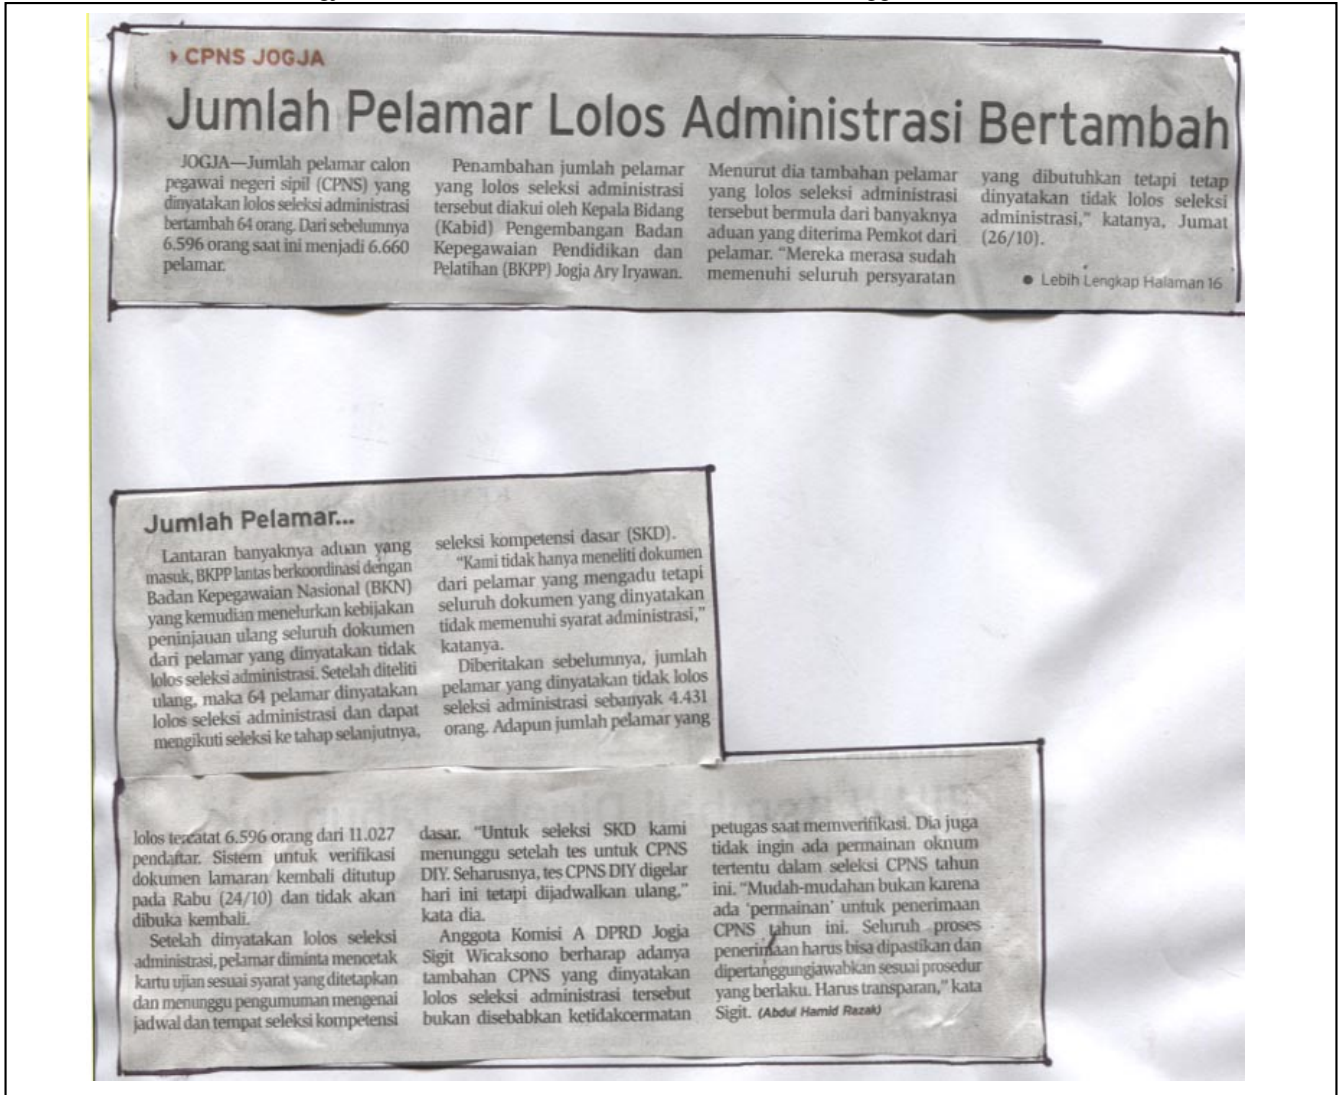 CPNS JOGJA
Jumlah Pelamar Lolos Administrasi Bertambah
JOGJA—Jumlah pelamar calon
pegawai negeri sipil (CPNS) yang
dinyatakan lolos seleksi administrasi
bertambah 64 orang. Dari sebelumnya
6.596 orang saat ini menjadi 6.660
pelamar.
Penambahan jumlah pelamar
yang lolos seleksi administrasi
tersebut diakui oleh Kepala Bidang
(Kabid) Pengembangan Badan
Kepegawaian Pendidikan dan
Pelatihan (BKPP) Jogja Ary Iryawan.
Menurut dia tambahan pelamar
yang lolos seleksi administrasi
tersebut bermula dari banyaknya
aduan yang diterima Pemkot dari
pelamar. “Mereka merasa sudah
memenuhi seluruh persyaratan
yang dibutuhkan tetapi tetap
dinyatakan tidak lolos seleksi
administrasi,” katanya, Jumat
(26/10).
● Lebih Lengkap Halaman 16
Jumlah Pelamar...
Lantaran banyaknya aduan yang
masuk, BKPP lantas berkoordinasi dengan
Badan Kepegawaian Nasional (BKN)
yang kemudian menelurkan kebijakan
peninjauan ulang seluruh dokumen
dari pelamar yang dinyatakan tidak
lolos seleksi administrasi. Setelah diteliti
ulang, maka 64 pelamar dinyatakan
lolos seleksi administrasi dan dapat
mengikuti seleksi ke tahap selanjutnya,
seleksi kompetensi dasar (SKD).
“Kami tidak hanya meneliti dokumen
dari pelamar yang mengadu tetapi
seluruh dokumen yang dinyatakan
tidak memenuhi syarat administrasi,”
katanya.
Diberitakan sebelumnya, jumlah
pelamar yang dinyatakan tidak lolos
seleksi administrasi sebanyak 4.431
orang. Adapun jumlah pelamar yang
lolos tercatat 6.596 orang dari 11.027
pendaftar. Sistem untuk verifikasi
dokumen lamaran kembali ditutup
pada Rabu (24/10) dan tidak akan
dibuka kembali.
Setelah dinyatakan lolos seleksi
administrasi, pelamar diminta mencetak
kartu ujian sesuai syarat yang ditetapkan
dan menunggu pengumuman mengenai
jadwal dan tempat seleksi kompetensi
dasar. “Untuk seleksi SKD kami
menunggu setelah tes untuk CPNS
DIY. Seharusnya, tes CPNS DIY digelar
hari ini tetapi dijadwalkan ulang,”
kata dia.
Anggota Komisi A DPRD Jogja
Sigit Wicaksono berharap adanya
tambahan CPNS yang dinyatakan
lolos seleksi administrasi tersebut
bukan disebabkan ketidakcermatan
petugas saat memverifikasi. Dia juga
tidak ingin ada permainan oknum
tertentu dalam seleksi CPNS tahun
ini. “Mudah-mudahan bukan karena
ada ‘permainan’ untuk penerimaan
CPNS tahun ini. Seluruh proses
penerimaan harus bisa dipastikan dan
dipertanggungjawabkan sesuai prosedur
yang berlaku. Harus transparan,” kata
Sigit. (Abdul Hamid Razak)